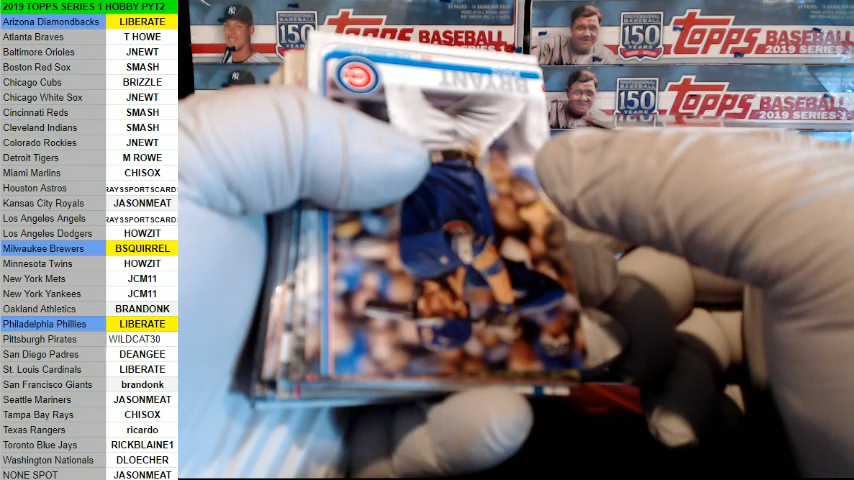 2019 TOPPS SERIES 1 HOBBY PYT2
Arizona Diamondbacks LIBERATE
Atlanta Braves T HOWE
Baltimore Orioles JNEWT
Boston Red Sox SMASH
Chicago Cubs BRIZZLE
Chicago White Sox JNEWT
Cincinnati Reds SMASH
Cleveland Indians SMASH
Colorado Rockies JNEWT
Detroit Tigers M ROWE
Miami Marlins CHISOX
Houston Astros RAYSSPORTSCARD
Kansas City Royals JASONMEAT
Los Angeles Angels RAYSSPORTSCARD
Los Angeles Dodgers HOWZIT
Milwaukee Brewers BSQUIRREL
Minnesota Twins HOWZIT
New York Mets JCM11
New York Yankees JCM11
Oakland Athletics BRANDONK
Philadelphia Phillies LIBERATE
Pittsburgh Pirates WILDCAT30
San Diego Padres DEANGEE
St. Louis Cardinals LIBERATE
San Francisco Giants brandonk
Seattle Mariners JASONMEAT
Tampa Bay Rays CHISOX
Texas Rangers ricardo
Toronto Blue Jays RICKBLAINE1
Washington Nationals DLOECHER
NONE SPOT JASONMEAT
150
Topps BASEBALL
2019 SERIES 1
150
Topps BASEBALL
2019 SERIES 1
BRYANT